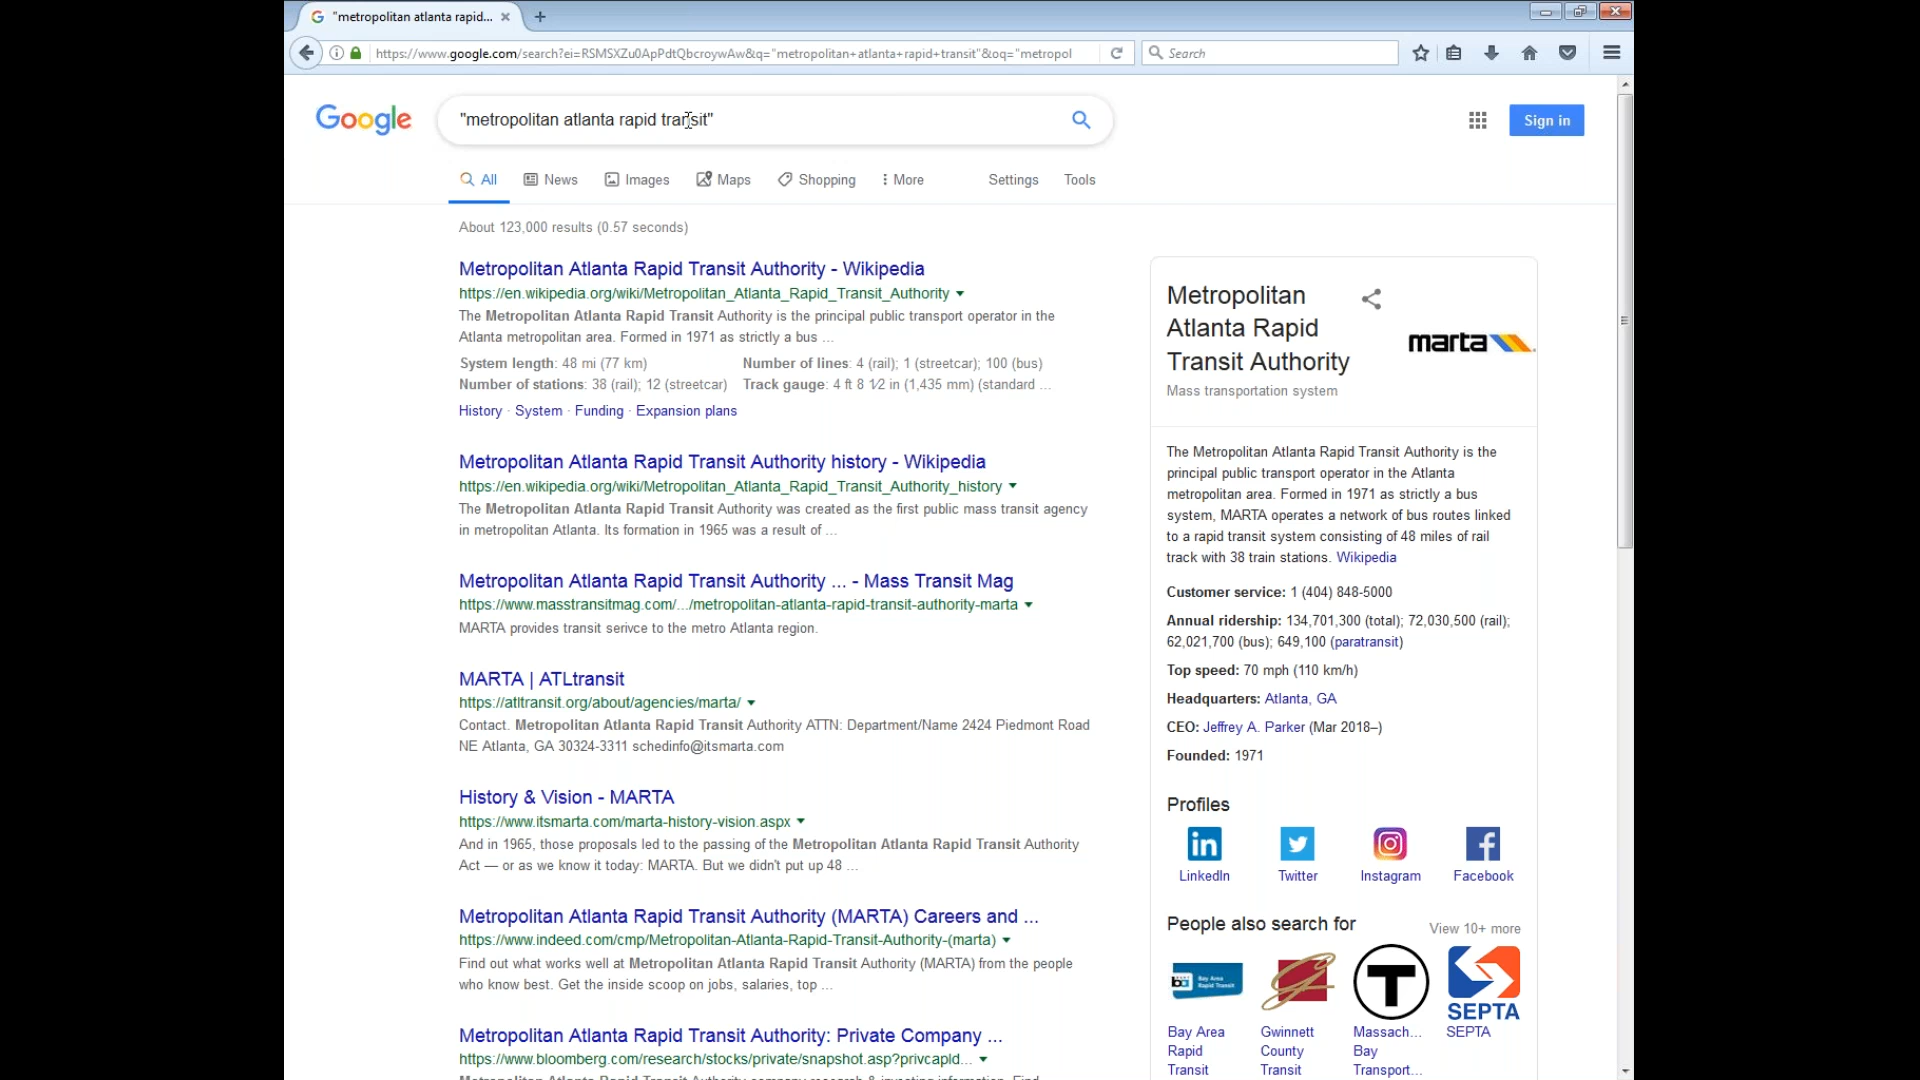 "metropolitan atlanta rapid...
https://www.google.com/search?ei=RSMSXZu0ApPdtQbcroywAw&q="metropolitan+atlanta+rapid+transit"&oq="metropol
Search
Google
"metropolitan atlanta rapid transit"
Sign in
All News Images Maps Shopping More Settings Tools
About 123,000 results (0.57 seconds)
Metropolitan Atlanta Rapid Transit Authority - Wikipedia
https://en.wikipedia.org/wiki/Metropolitan_Atlanta_Rapid_Transit_Authority
The Metropolitan Atlanta Rapid Transit Authority is the principal public transport operator in the
Atlanta metropolitan area. Formed in 1971 as strictly a bus ...
System length: 48 mi (77 km) Number of lines: 4 (rail); 1 (streetcar); 100 (bus)
Number of stations: 38 (rail); 12 (streetcar) Track gauge: 4 ft 8 1⁄2 in (1,435 mm) (standard ...
History · System · Funding · Expansion plans
Metropolitan Atlanta Rapid Transit Authority history - Wikipedia
https://en.wikipedia.org/wiki/Metropolitan_Atlanta_Rapid_Transit_Authority_history
The Metropolitan Atlanta Rapid Transit Authority was created as the first public mass transit agency
in metropolitan Atlanta. Its formation in 1965 was a result of ...
Metropolitan Atlanta Rapid Transit Authority ... - Mass Transit Mag
https://www.masstransitmag.com/.../metropolitan-atlanta-rapid-transit-authority-marta
MARTA provides transit serivce to the metro Atlanta region.
MARTA | ATLtransit
https://atltransit.org/about/agencies/marta/
Contact. Metropolitan Atlanta Rapid Transit Authority ATTN: Department/Name 2424 Piedmont Road
NE Atlanta, GA 30324-3311 schedinfo@itsmarta.com
History & Vision - MARTA
https://www.itsmarta.com/marta-history-vision.aspx
And in 1965, those proposals led to the passing of the Metropolitan Atlanta Rapid Transit Authority
Act — or as we know it today: MARTA. But we didn't put up 48 ...
Metropolitan Atlanta Rapid Transit Authority (MARTA) Careers and ...
https://www.indeed.com/cmp/Metropolitan-Atlanta-Rapid-Transit-Authority-(marta)
Find out what works well at Metropolitan Atlanta Rapid Transit Authority (MARTA) from the people
who know best. Get the inside scoop on jobs, salaries, top ...
Metropolitan Atlanta Rapid Transit Authority: Private Company ...
https://www.bloomberg.com/research/stocks/private/snapshot.asp?privcapId...
Metropolitan
Atlanta Rapid
Transit Authority
Mass transportation system
marta
The Metropolitan Atlanta Rapid Transit Authority is the
principal public transport operator in the Atlanta
metropolitan area. Formed in 1971 as strictly a bus
system, MARTA operates a network of bus routes linked
to a rapid transit system consisting of 48 miles of rail
track with 38 train stations. Wikipedia
Customer service: 1 (404) 848-5000
Annual ridership: 134,701,300 (total); 72,030,500 (rail);
62,021,700 (bus); 649,100 (paratransit)
Top speed: 70 mph (110 km/h)
Headquarters: Atlanta, GA
CEO: Jeffrey A. Parker (Mar 2018–)
Founded: 1971
Profiles
LinkedIn Twitter Instagram Facebook
People also search for
View 10+ more
Bay Area
Rapid Transit
T
SEPTA
Bay Area
Rapid
Transit
Gwinnett
County
Transit
Massach...
Bay
Transport...
SEPTA